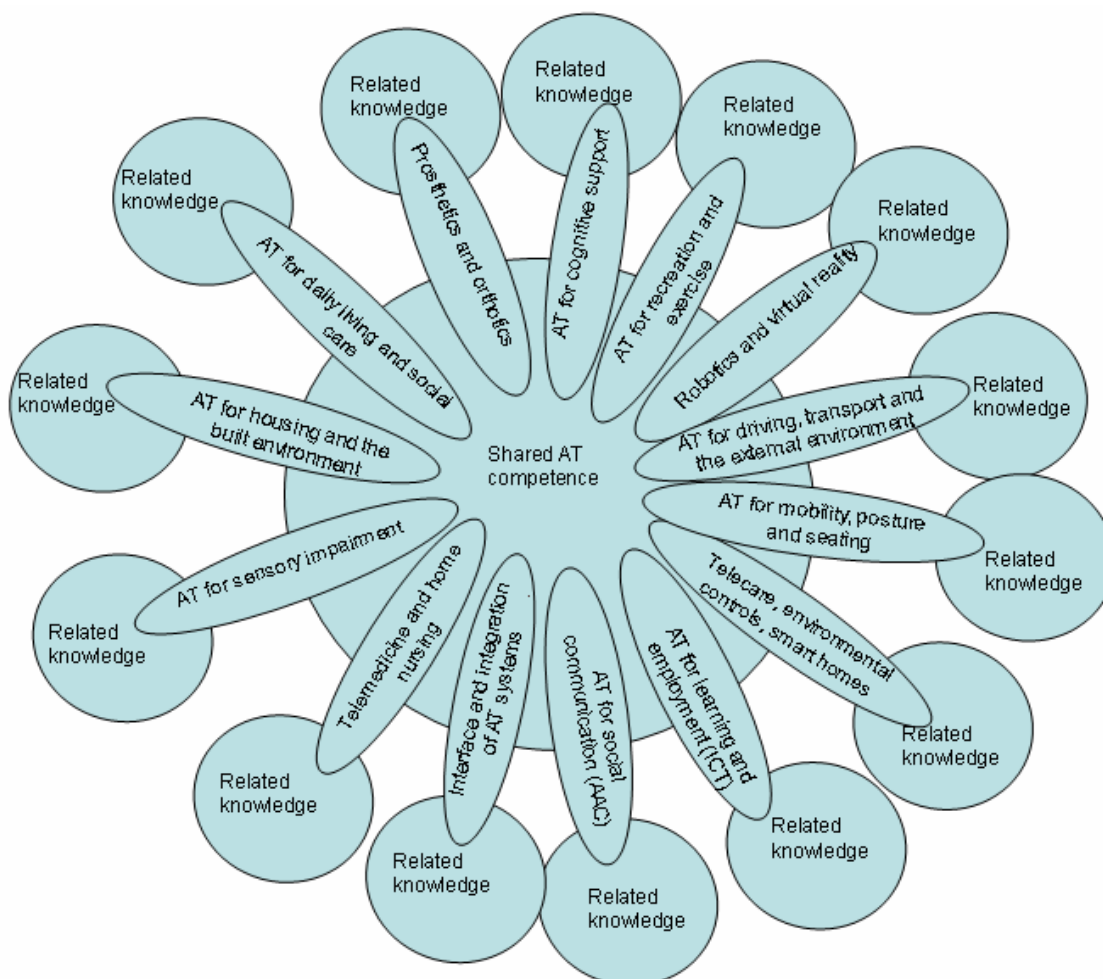 Related
knowledge
Related
knowledge
Related
knowledge
Related
knowledge
Related
knowledge
Related
knowledge
Related
knowledge
Related
knowledge
Related
knowledge
Related
knowledge
Related
knowledge
Related
knowledge
Related
knowledge
Related
knowledge
Prosthetics and orthotics
AT for cognitive support
AT for recreation and
exercise
Robotics and virtual reality
AT for driving, transport and
the external environment
AT for mobility, posture
and seating
Telecare, environmental
controls, smart homes
AT for learning and
employment (ICT)
AT for social
communication (AAC)
Interface and integration
of AT systems
Telemedicine and home
nursing
AT for sensory impairment
AT for housing and the
built environment
AT for daily living and social
care
Shared AT
competence